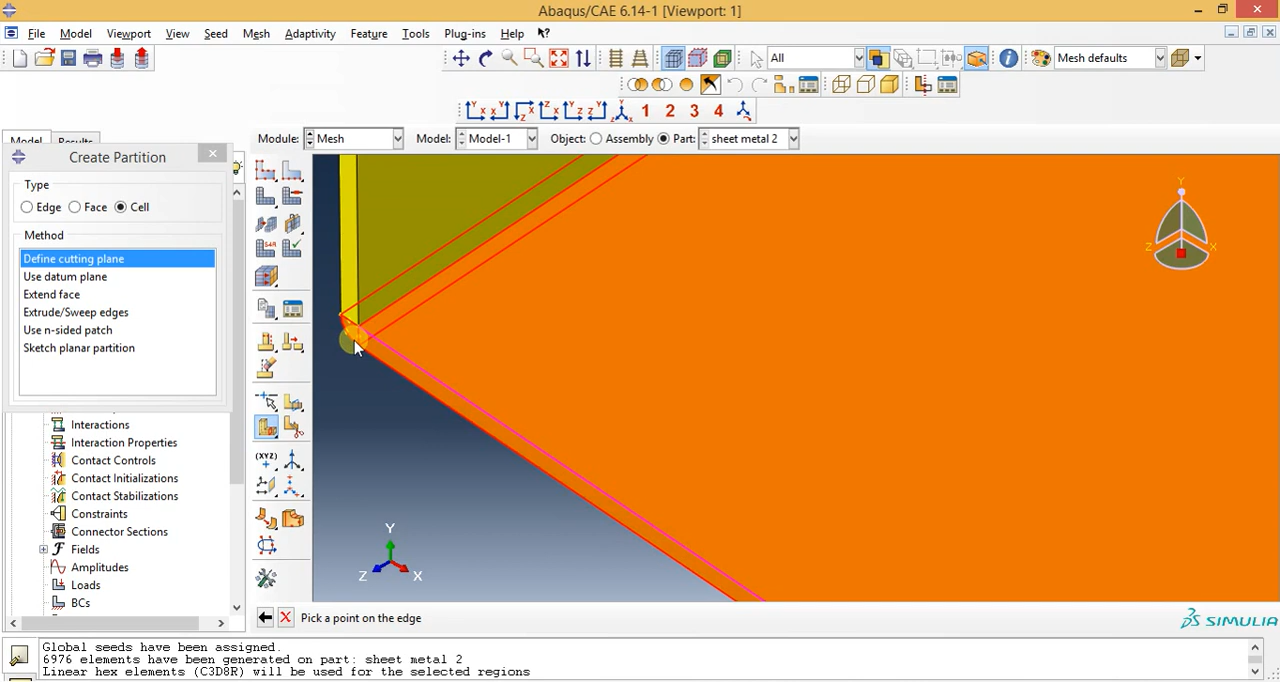 Abaqus/CAE 6.14-1 [Viewport: 1]
File Model Viewport View Seed Mesh Adaptivity Feature Tools Plug-ins Help
All
Mesh defaults
1 2 3 4
Module: Mesh Model: Model-1 Object: Assembly Part: sheet metal 2
Model Results
Create Partition
Type
Edge Face Cell
Method
Define cutting plane
Use datum plane
Extend face
Extrude/Sweep edges
Use n-sided patch
Sketch planar partition
Interactions
Interaction Properties
Contact Controls
Contact Initializations
Contact Stabilizations
Constraints
Connector Sections
Fields
Amplitudes
Loads
BCs
Y
Z X
Y
Z X
Pick a point on the edge
SIMULIA
Global seeds have been assigned.
6976 elements have been generated on part: sheet metal 2
Linear hex elements (C3D8R) will be used for the selected regions